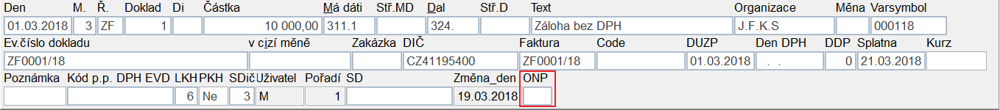 Den M. Ř. Doklad Di Částka Má dáti Stř.MD Dal Stř.D Text Organizace Měna Varsymbol
01.03.2018 3 ZF 1 10 000,00 311.1 324. Záloha bez DPH J.F.K.S 000118
Ev.číslo dokladu v cizí měně Zakázka DIČ Faktura Code DUZP Den DPH DDP Splatna Kurz
ZF0001/18 CZ41195400 ZF0001/18 01.03.2018 . . 0 21.03.2018
Poznámka Kód p.p. DPH EVD LKH PKH SDič Uživatel Pořadí SD Změna_den ONP
6 Ne 3 M 1 19.03.2018